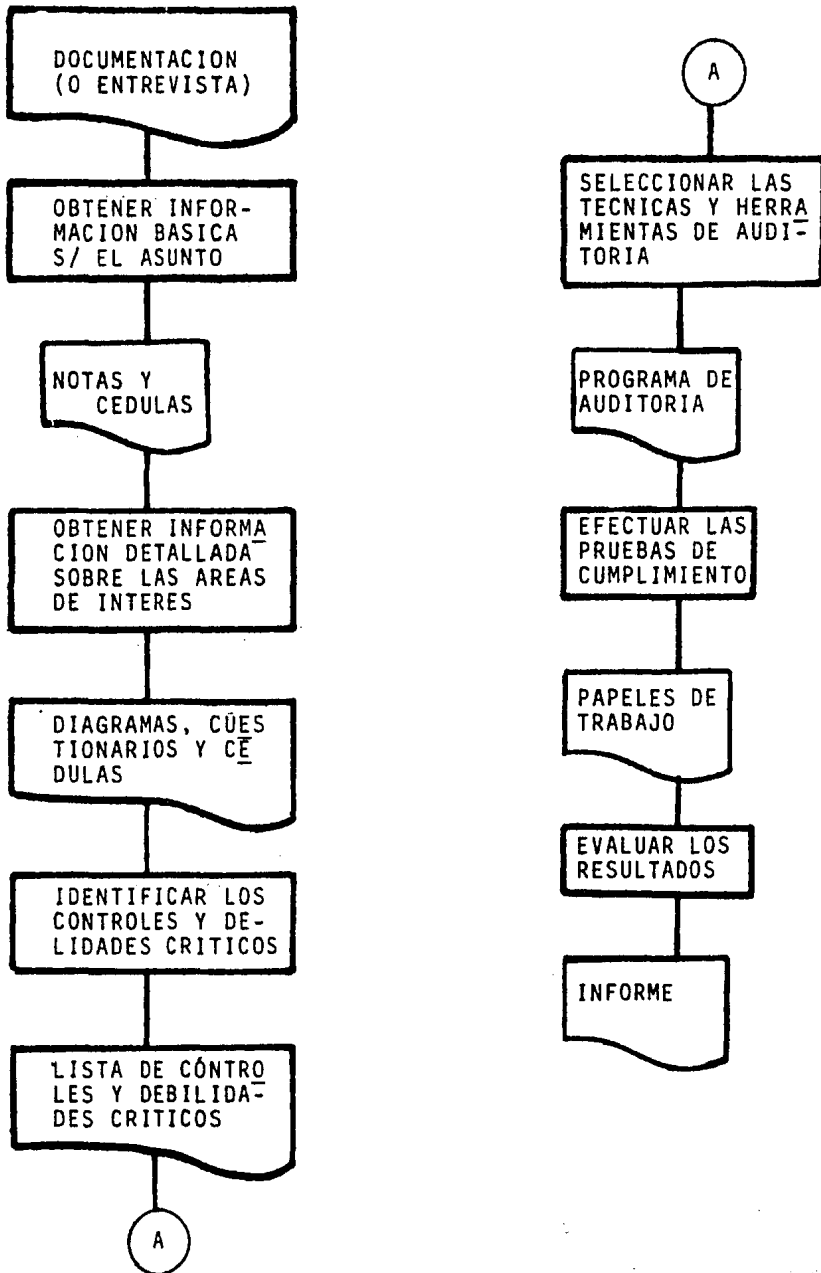 DOCUMENTACION
(O ENTREVISTA)
OBTENER INFOR-
MACION BASICA
S/ EL ASUNTO
NOTAS Y
CEDULAS
OBTENER INFORMA
CION DETALLADA
SOBRE LAS AREAS
DE INTERES
DIAGRAMAS, CUES
TIONARIOS Y CE
DULAS
IDENTIFICAR LOS
CONTROLES Y DE-
LIDADES CRITICOS
LISTA DE CONTRO
LES Y DEBILIDA-
DES CRITICOS
A
A
SELECCIONAR LAS
TECNICAS Y HERRA
MIENTAS DE AUDI-
TORIA
PROGRAMA DE
AUDITORIA
EFECTUAR LAS
PRUEBAS DE
CUMPLIMIENTO
PAPELES DE
TRABAJO
EVALUAR LOS
RESULTADOS
INFORME